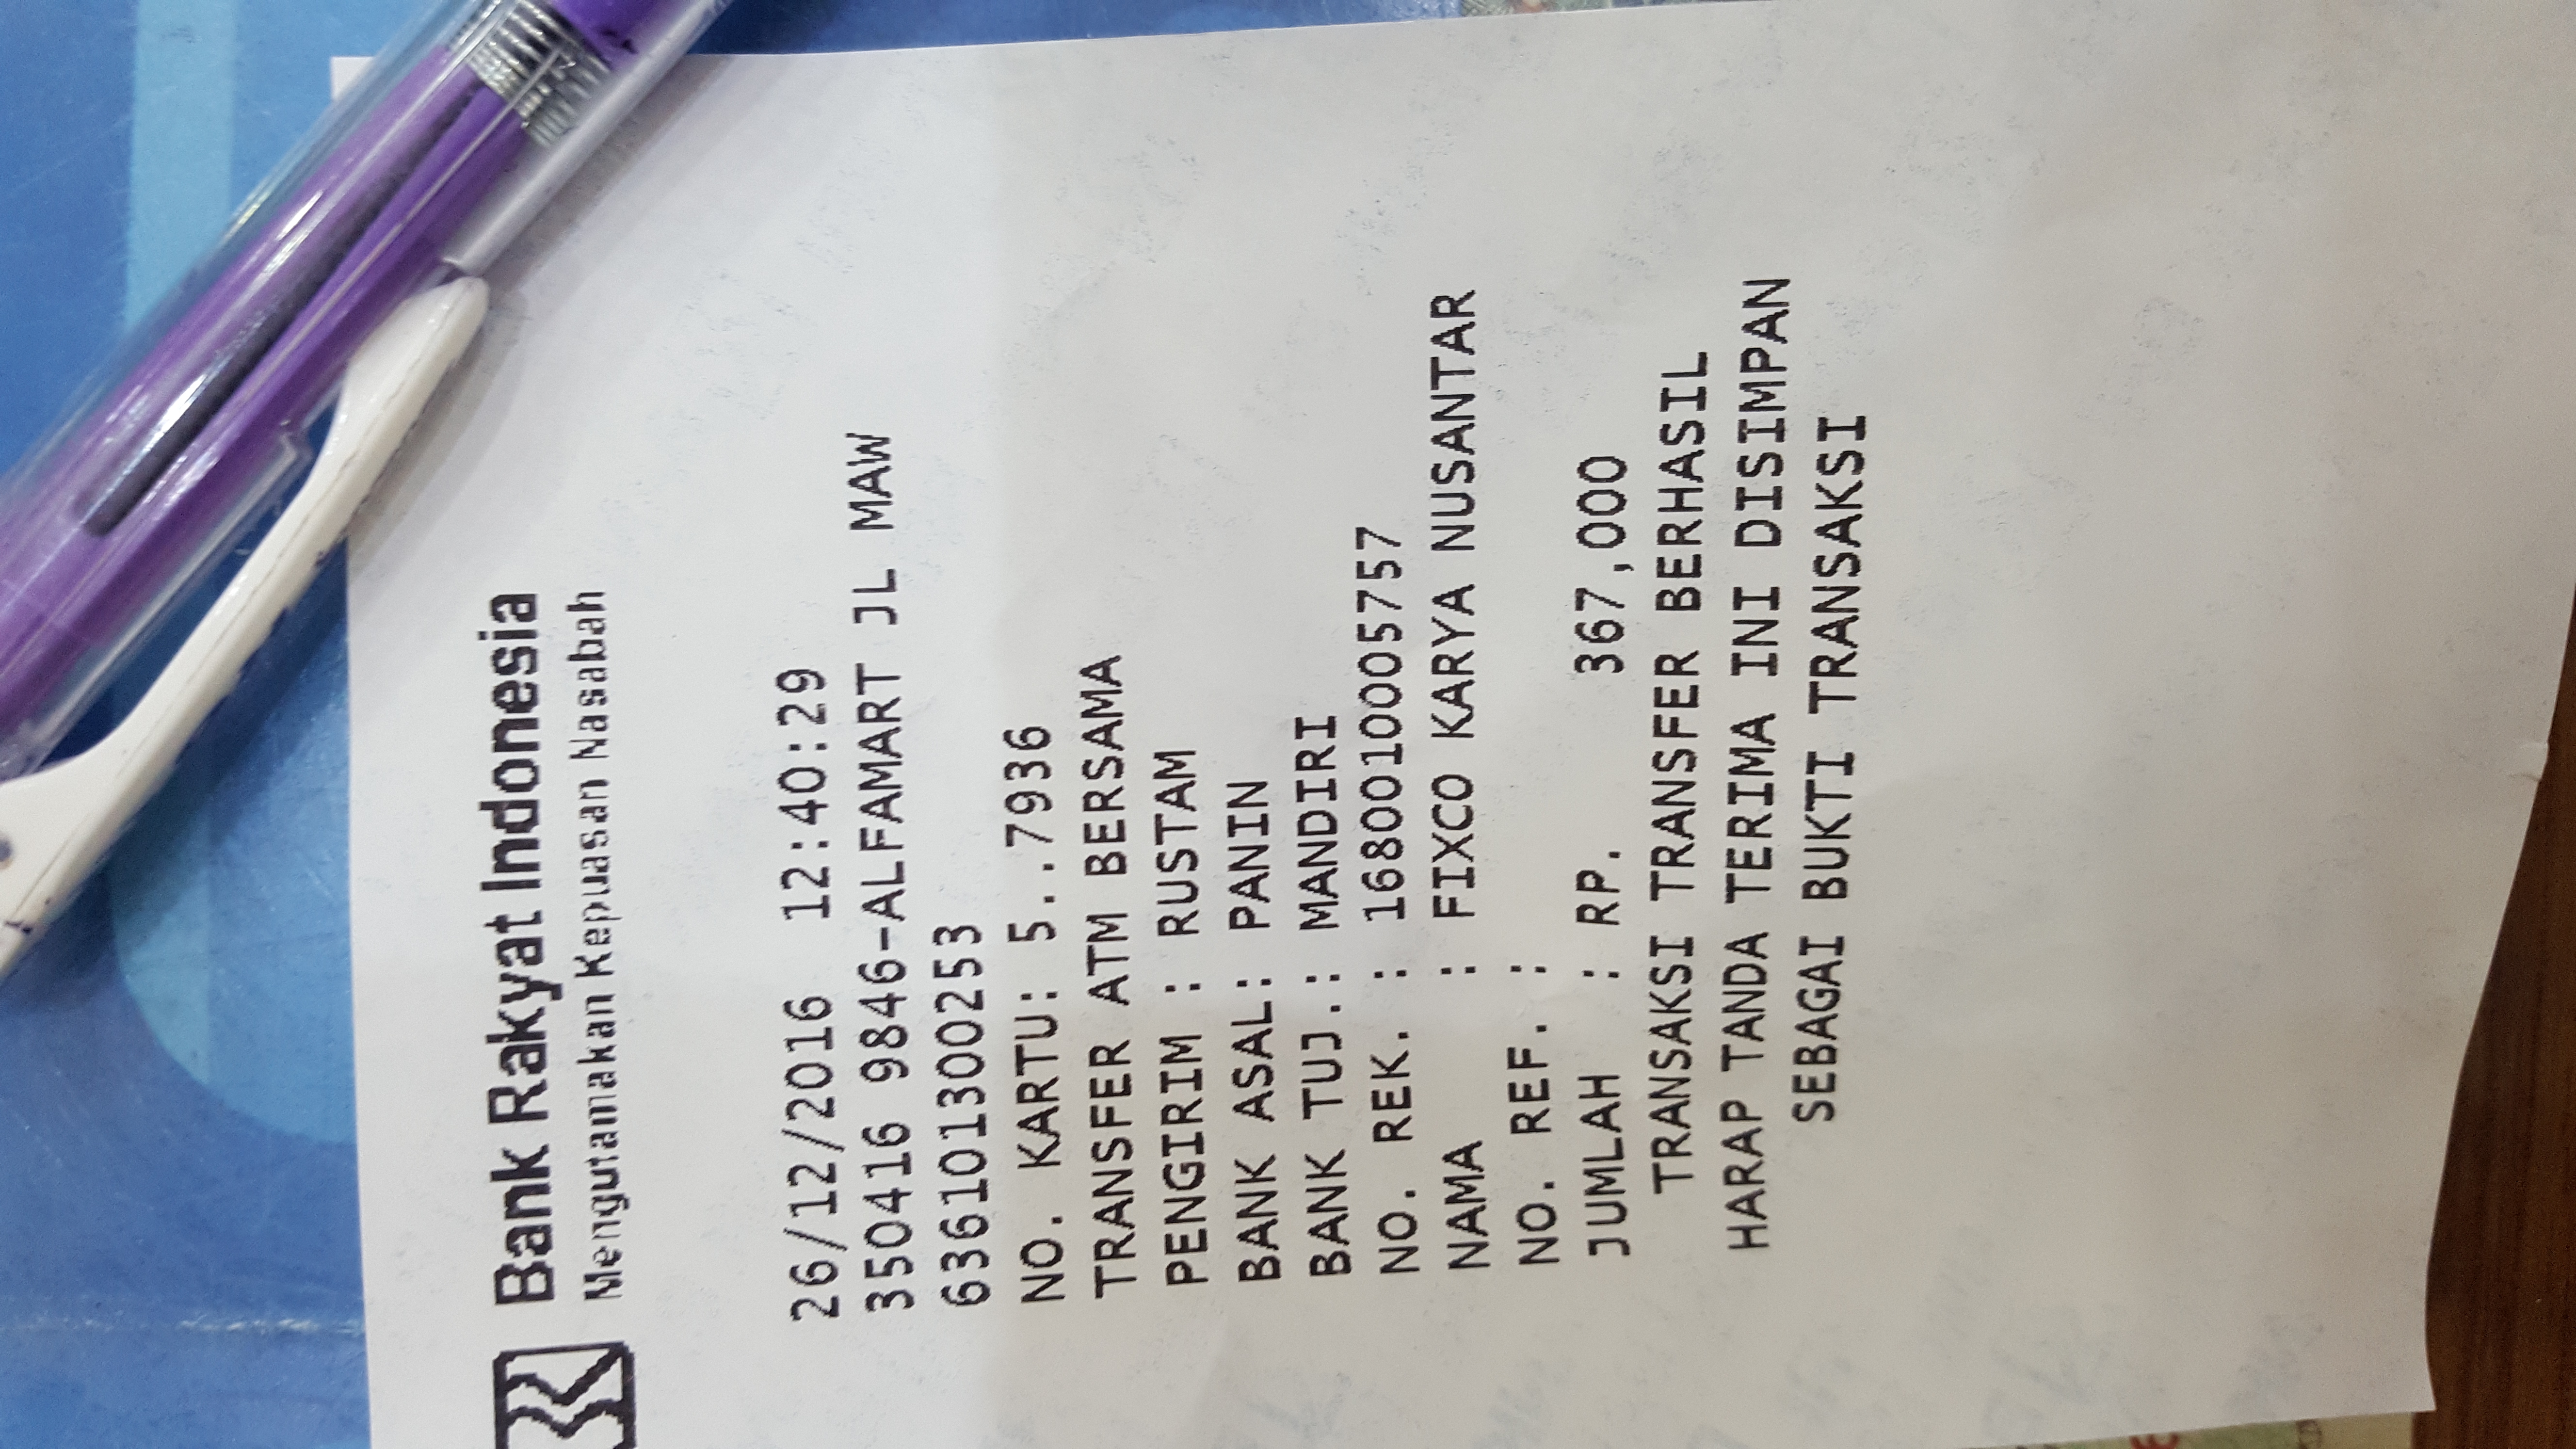 Bank Rakyat Indonesia
Mengutamakan Kepuasan Nasabah
26/12/2016 12:40:29
350416 9846-ALFAMART JL MAW
636101300253
NO. KARTU: 5..7936
TRANSFER ATM BERSAMA
PENGIRIM : RUSTAM
BANK ASAL: PANIN
BANK TUJ.: MANDIRI
NO. REK. : 1680010005757
NAMA : FIXCO KARYA NUSANTAR
NO. REF. :
JUMLAH : RP. 367,000
TRANSAKSI TRANSFER BERHASIL
HARAP TANDA TERIMA INI DISIMPAN
SEBAGAI BUKTI TRANSAKSI